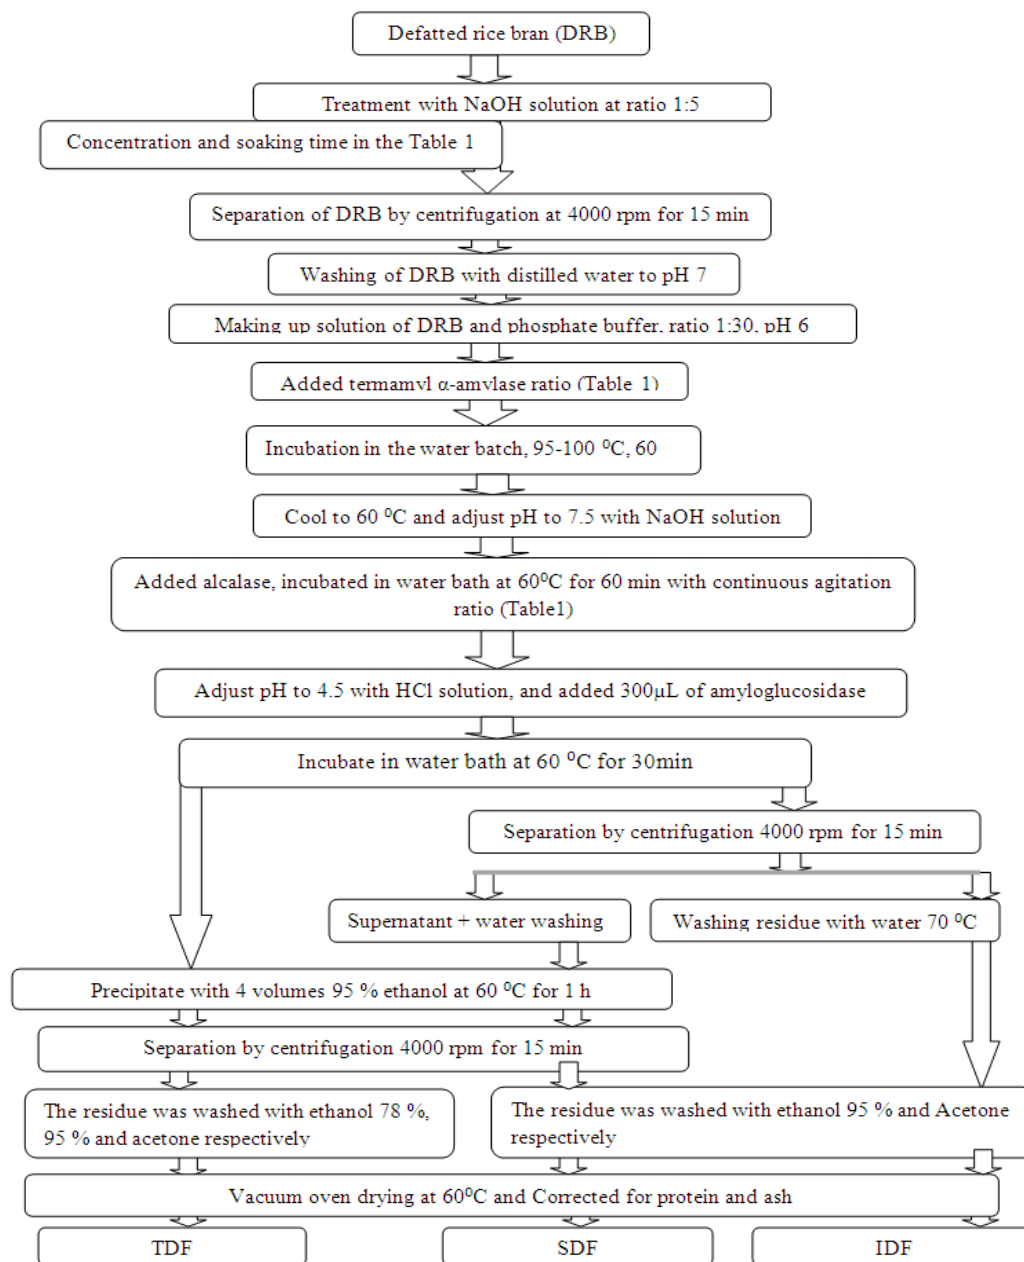 Defatted rice bran (DRB)
Treatment with NaOH solution at ratio 1:5
Concentration and soaking time in the Table 1
Separation of DRB by centrifugation at 4000 rpm for 15 min
Washing of DRB with distilled water to pH 7
Making up solution of DRB and phosphate buffer, ratio 1:30, pH 6
Added termamyl α-amylase ratio (Table 1)
Incubation in the water batch, 95-100 ⁰C, 60
Cool to 60 ⁰C and adjust pH to 7.5 with NaOH solution
Added alcalase, incubated in water bath at 60⁰C for 60 min with continuous agitation
ratio (Table1)
Adjust pH to 4.5 with HCl solution, and added 300µL of amyloglucosidase
Incubate in water bath at 60 ⁰C for 30min
Separation by centrifugation 4000 rpm for 15 min
Supernatant + water washing
Washing residue with water 70 ⁰C
Precipitate with 4 volumes 95 % ethanol at 60 ⁰C for 1 h
Separation by centrifugation 4000 rpm for 15 min
The residue was washed with ethanol 78 %,
95 % and acetone respectively
The residue was washed with ethanol 95 % and Acetone
respectively
Vacuum oven drying at 60⁰C and Corrected for protein and ash
TDF
SDF
IDF